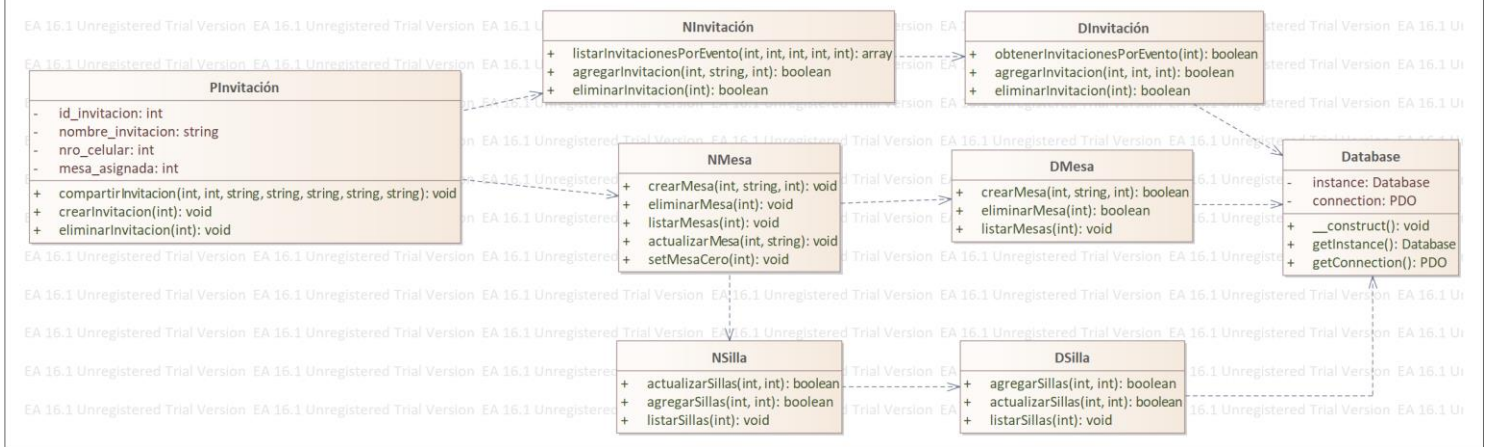 NInvitación
+ listarInvitacionesPorEvento(int, int, int, int, int): array
+ agregarInvitacion(int, string, int): boolean
+ eliminarInvitacion(int): boolean
DInvitación
+ obtenerInvitacionesPorEvento(int): boolean
+ agregarInvitacion(int, int, int): boolean
+ eliminarInvitacion(int): boolean
PInvitación
- id_invitacion: int
- nombre_invitacion: string
- nro_celular: int
- mesa_asignada: int
+ compartirInvitacion(int, int, string, string, string, string, string): void
+ crearInvitacion(int): void
+ eliminarInvitacion(int): void
NMesa
+ crearMesa(int, string, int): void
+ eliminarMesa(int): void
+ listarMesas(int): void
+ actualizarMesa(int, string): void
+ setMesaCero(int): void
DMesa
+ crearMesa(int, string, int): boolean
+ eliminarMesa(int): boolean
+ listarMesas(int): void
Database
- instance: Database
- connection: PDO
+ __construct(): void
+ getInstance(): Database
+ getConnection(): PDO
NSilla
+ actualizarSillas(int, int): boolean
+ agregarSillas(int, int): boolean
+ listarSillas(int): void
DSilla
+ agregarSillas(int, int): boolean
+ actualizarSillas(int, int): boolean
+ listarSillas(int): void
EA 16.1 Unregistered Trial Version